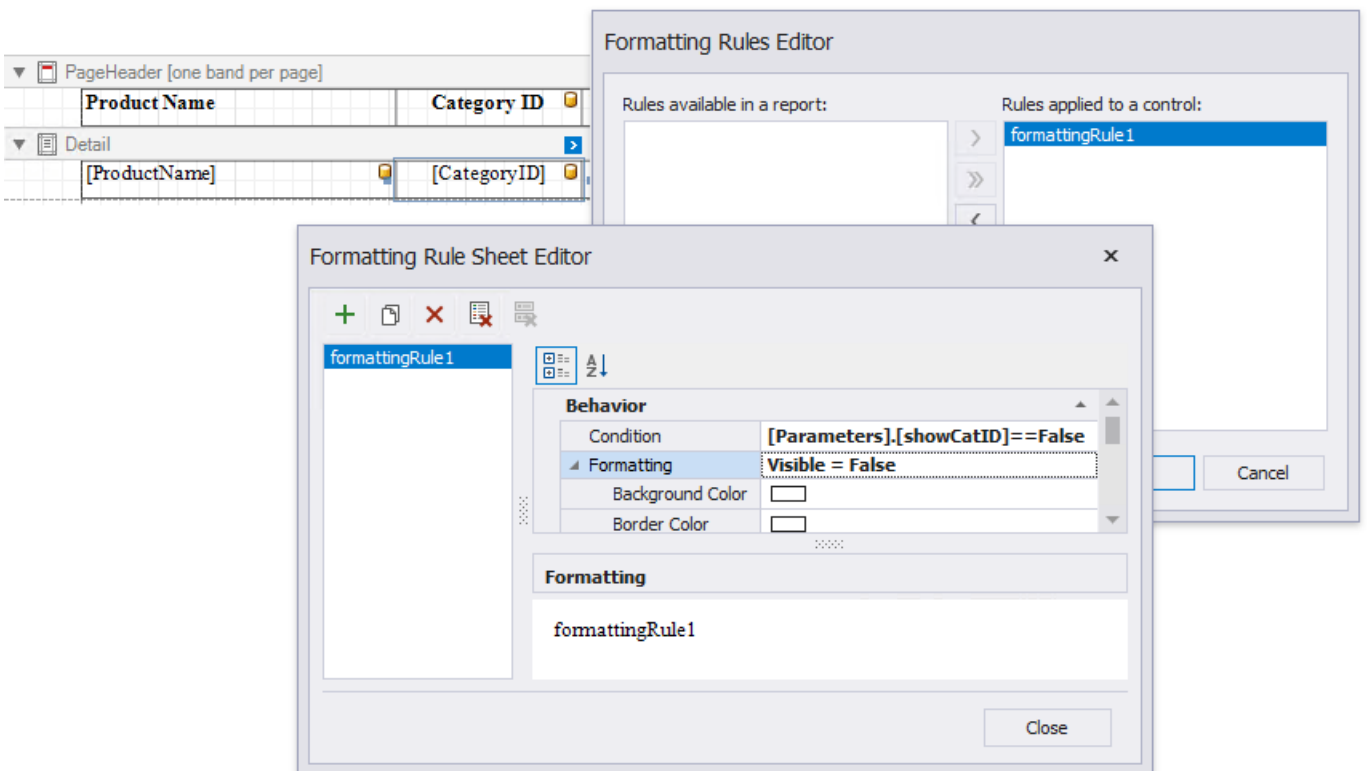 Formatting Rules Editor
PageHeader [one band per page]
Product Name Category ID
Detail
[ProductName] [CategoryID]
Rules available in a report: Rules applied to a control:
formattingRule1
Formatting Rule Sheet Editor
formattingRule1
Behavior
Condition [Parameters].[showCatID]==False
Formatting Visible = False
Background Color
Border Color
Cancel
Formatting
formattingRule1
Close